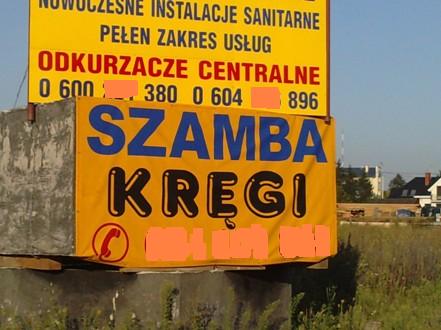 NOWOCZESNE INSTALACJE SANITARNE
PEŁEN ZAKRES USŁUG
ODKURZACZE CENTRALNE
0 600 380 0 604 896
SZAMBA
KRĘGI